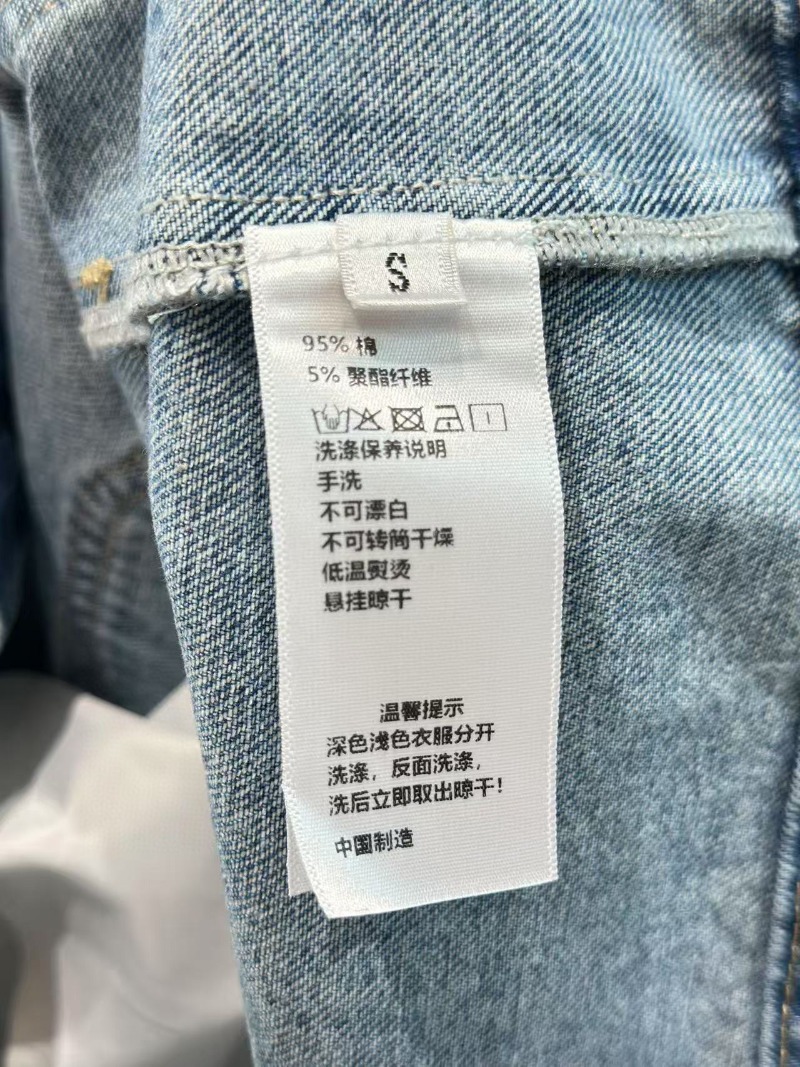 S
95% 棉
5% 聚酯纤维
洗涤保养说明
手洗
不可漂白
不可转筒干燥
低温熨烫
悬挂晾干
温馨提示
深色浅色衣服分开
洗涤，反面洗涤，
洗后立即取出晾干！
中国制造